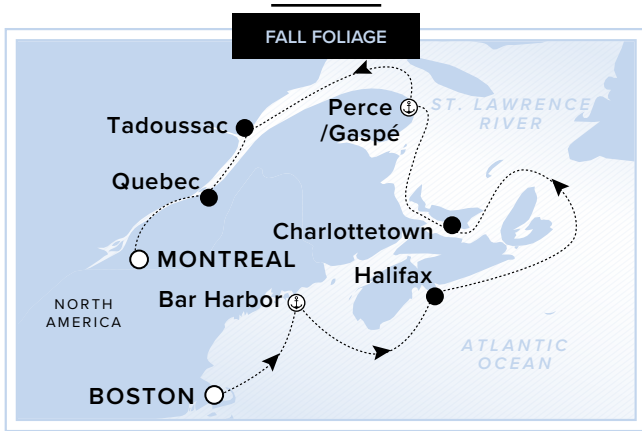 FALL FOLIAGE
Perce
/Gaspé
ST. LAWRENCE
RIVER
Tadoussac
Quebec
Charlottetown
MONTREAL
Halifax
NORTH
AMERICA
Bar Harbor
ATLANTIC
OCEAN
BOSTON